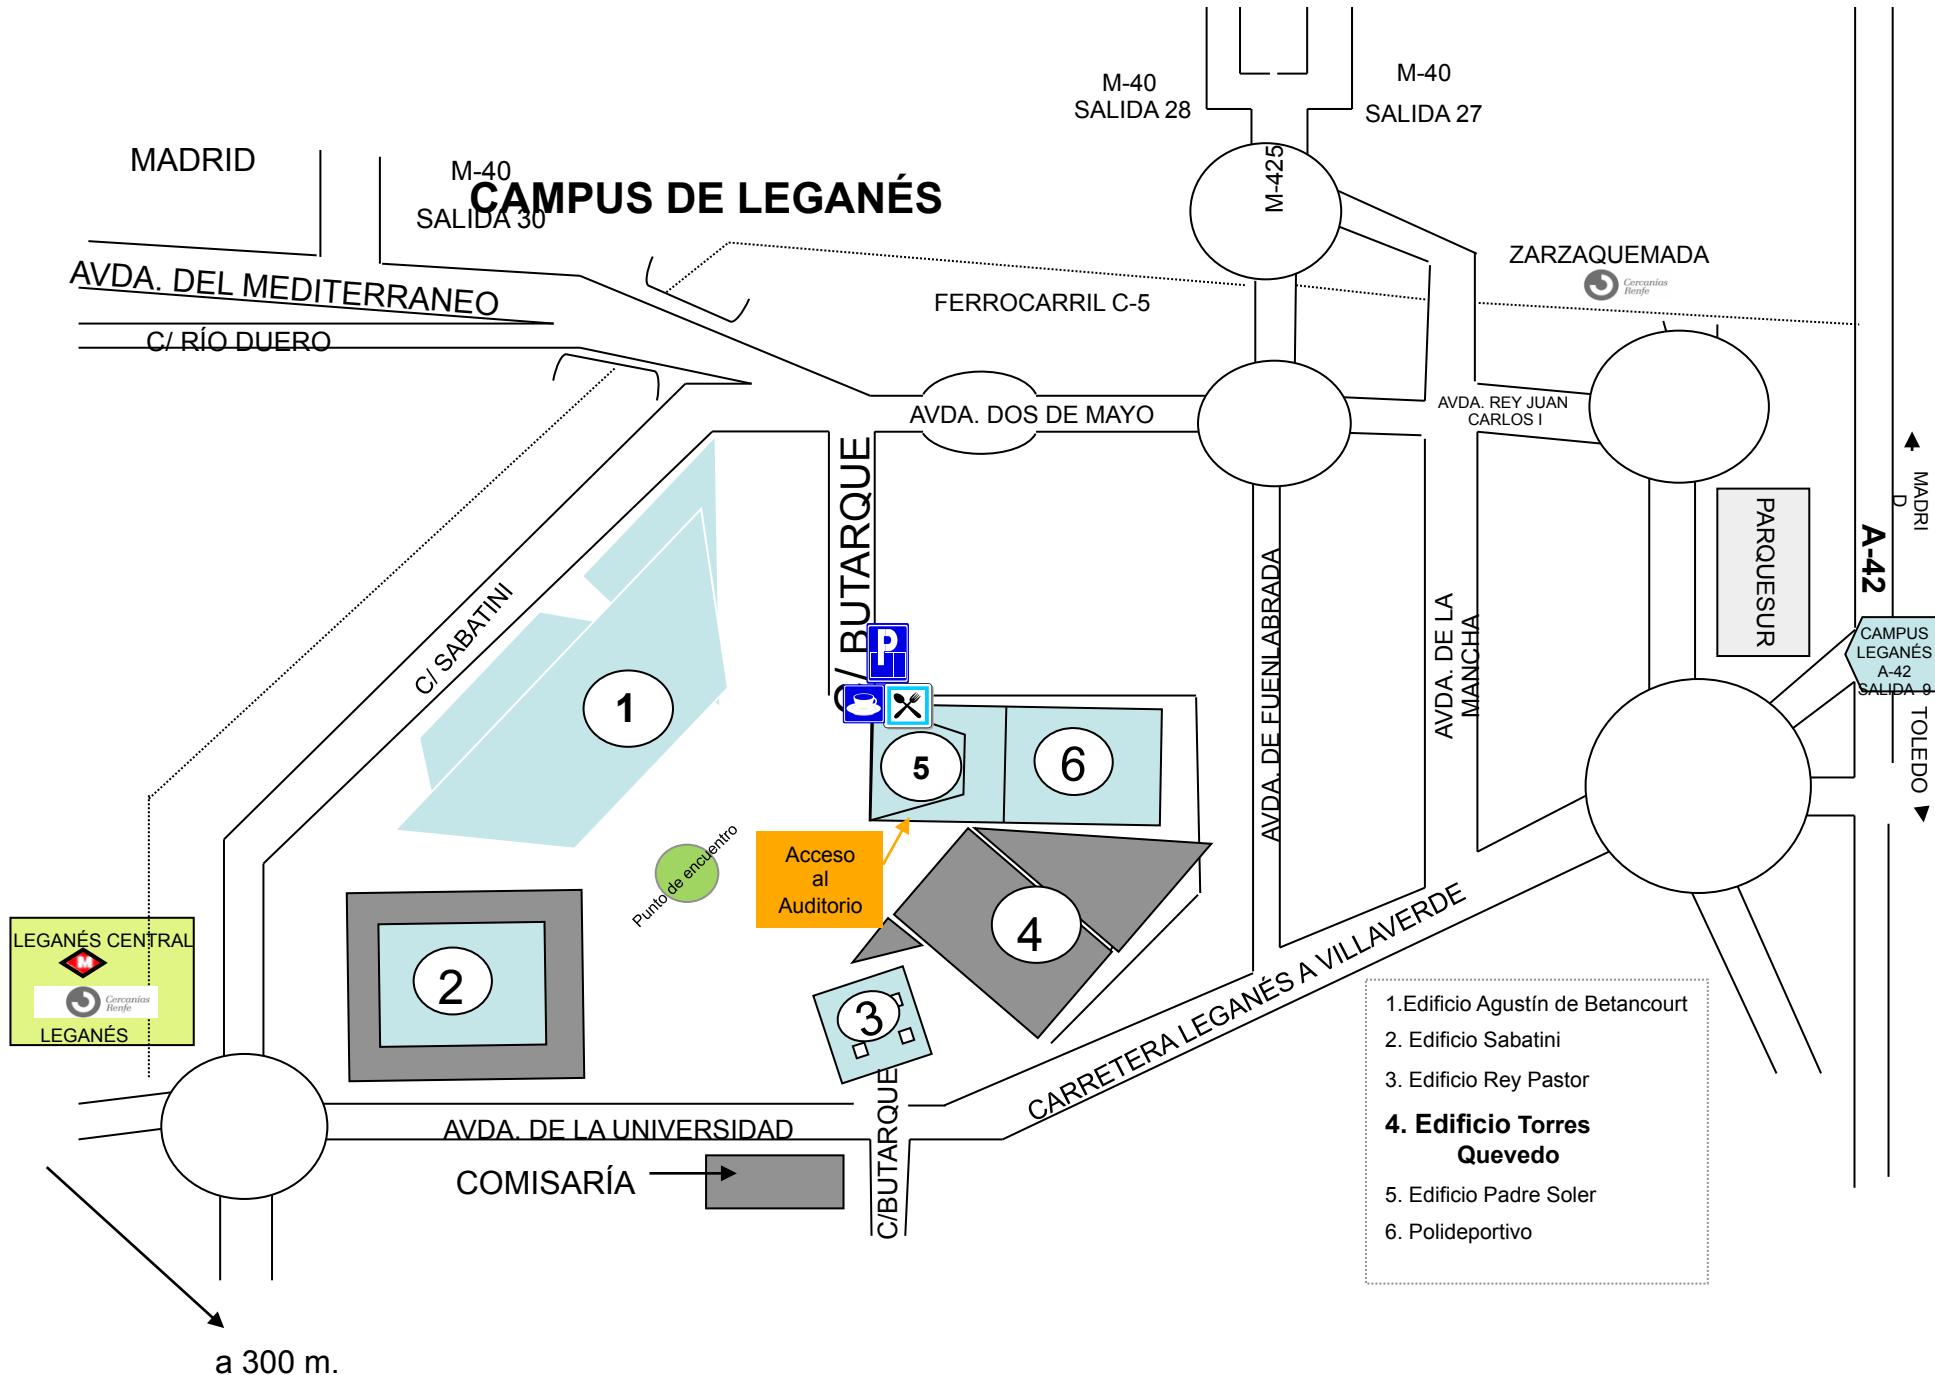 M-40
SALIDA 28
M-40
SALIDA 27
M-425
MADRID
M-40
SALIDA 30
CAMPUS DE LEGANÉS
ZARZAQUEMADA
Cercanías
Renfe
AVDA. DEL MEDITERRANEO
FERROCARRIL C-5
C/ RÍO DUERO
AVDA. DOS DE MAYO
AVDA. REY JUAN
CARLOS I
C/ BUTARQUE
MADRI
D
A-42
PARQUESUR
C/ SABATINI
AVDA. DE FUENLABRADA
AVDA. DE LA
MANCHA
CAMPUS
LEGANÉS
A-42
SALIDA 9
TOLEDO
P
1
5
6
Punto de encuentro
Acceso
al
Auditorio
4
2
3
LEGANÉS CENTRAL
M
Cercanías
Renfe
LEGANÉS
CARRETERA LEGANÉS A VILLAVERDE
AVDA. DE LA UNIVERSIDAD
C/BUTARQUE
COMISARÍA
1.Edificio Agustín de Betancourt
2. Edificio Sabatini
3. Edificio Rey Pastor
4. Edificio Torres
Quevedo
5. Edificio Padre Soler
6. Polideportivo
a 300 m.